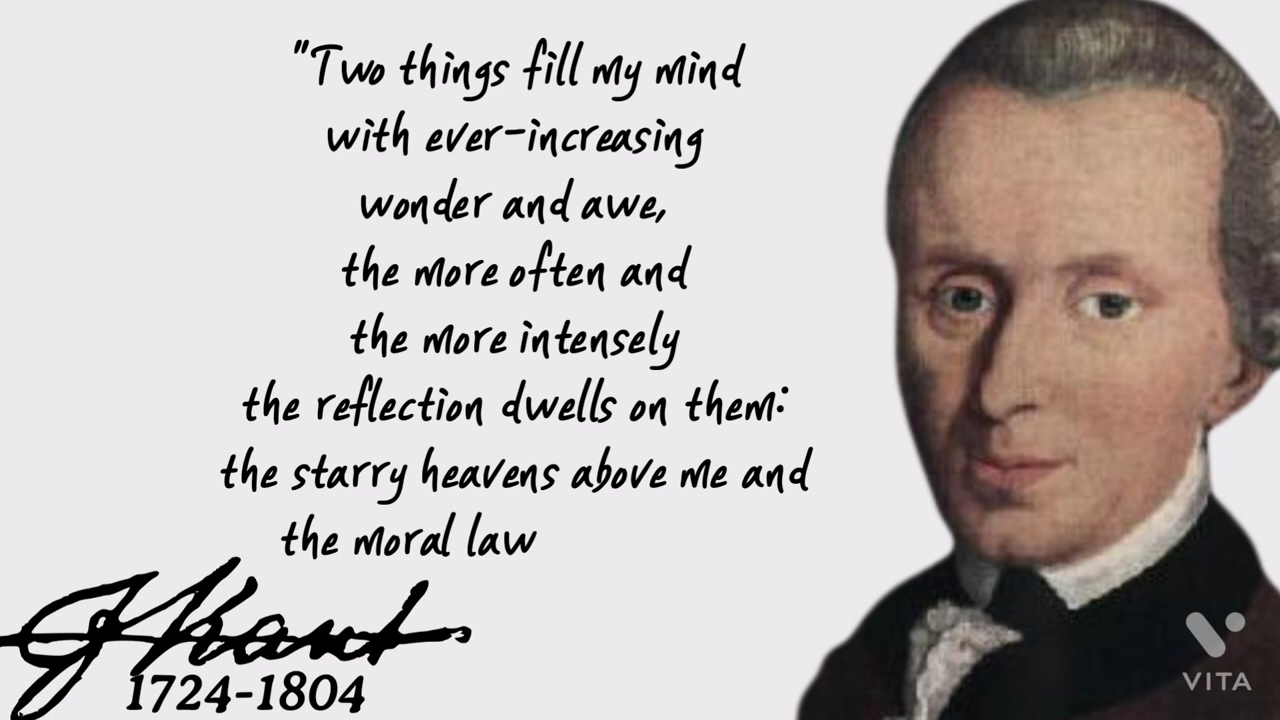 "Two things fill my mind
with ever-increasing
wonder and awe,
the more often and
the more intensely
the reflection dwells on them:
the starry heavens above me and
the moral law
I Kant
1724-1804
VITA